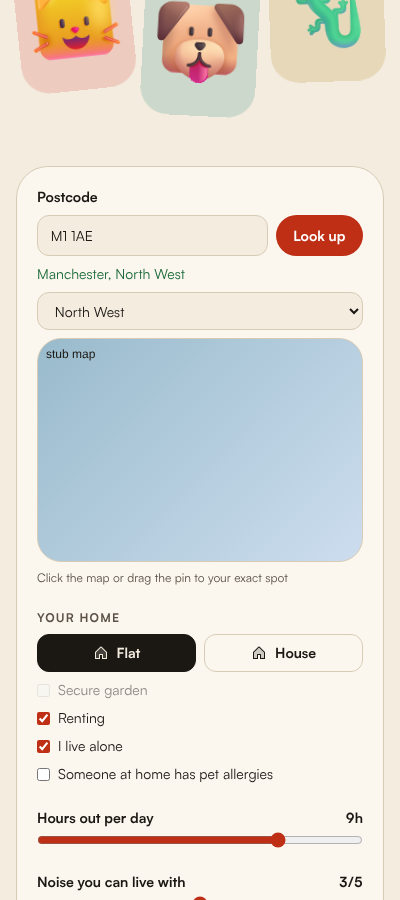 Postcode
M1 1AE
Look up
Manchester, North West
North West
stub map
Click the map or drag the pin to your exact spot
YOUR HOME
Flat
House
Secure garden
Renting
I live alone
Someone at home has pet allergies
Hours out per day 9h
Noise you can live with 3/5